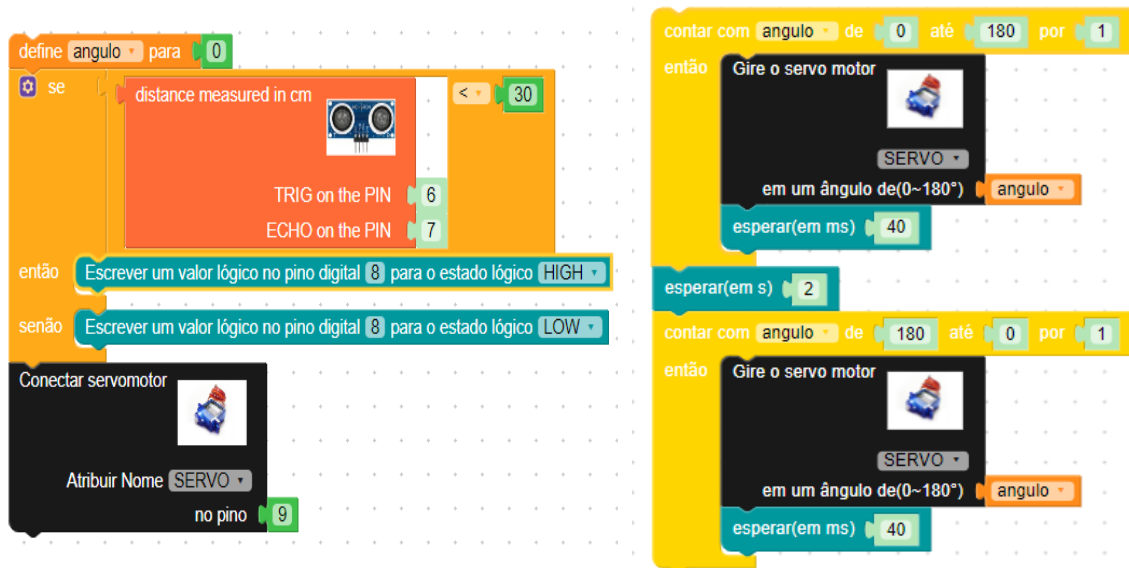 define angulo para 0
se distance measured in cm < 30
TRIG on the PIN 6
ECHO on the PIN 7
então Escrever um valor lógico no pino digital 8 para o estado lógico HIGH
senão Escrever um valor lógico no pino digital 8 para o estado lógico LOW
Conectar servomotor
Atribuir Nome SERVO
no pino 9
contar com angulo de 0 até 180 por 1
então Gire o servo motor
SERVO
em um ângulo de(0~180°) angulo
esperar(em ms) 40
esperar(em s) 2
contar com angulo de 180 até 0 por 1
então Gire o servo motor
SERVO
em um ângulo de(0~180°) angulo
esperar(em ms) 40